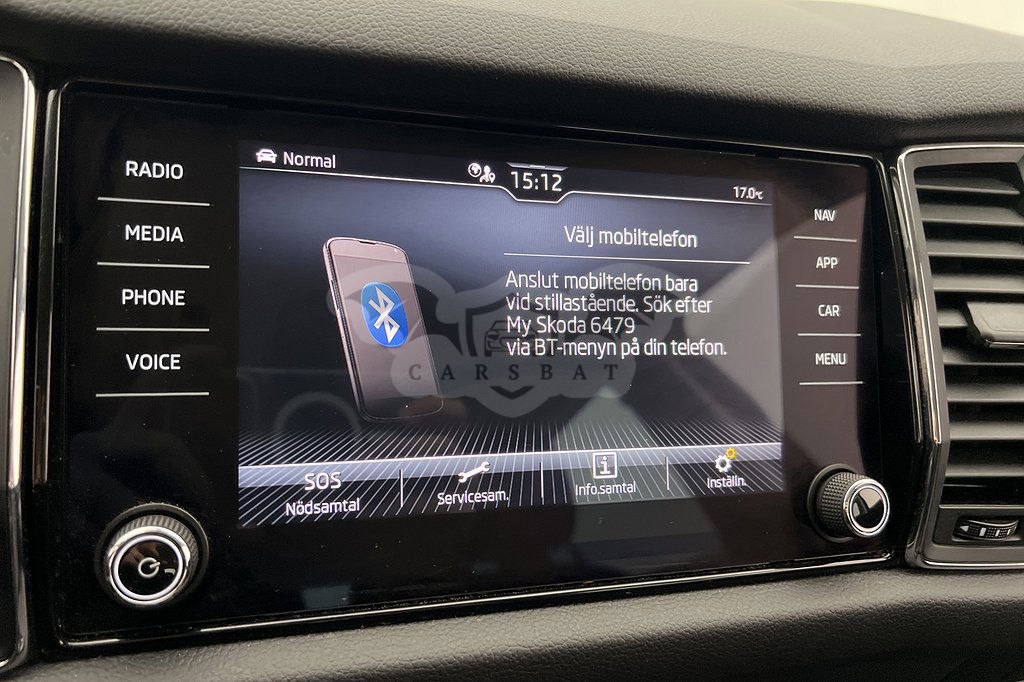 RADIO
MEDIA
PHONE
VOICE
Normal
15:12
17.0°C
Välj mobiltelefon
Anslut mobiltelefon bara
vid stillastående. Sök efter
My Skoda 6479
via BT-menyn på din telefon.
CARSBAT
SOS
Nödsamtal
Servicesam.
Info.samtal
Inställn.
NAV
APP
CAR
MENU